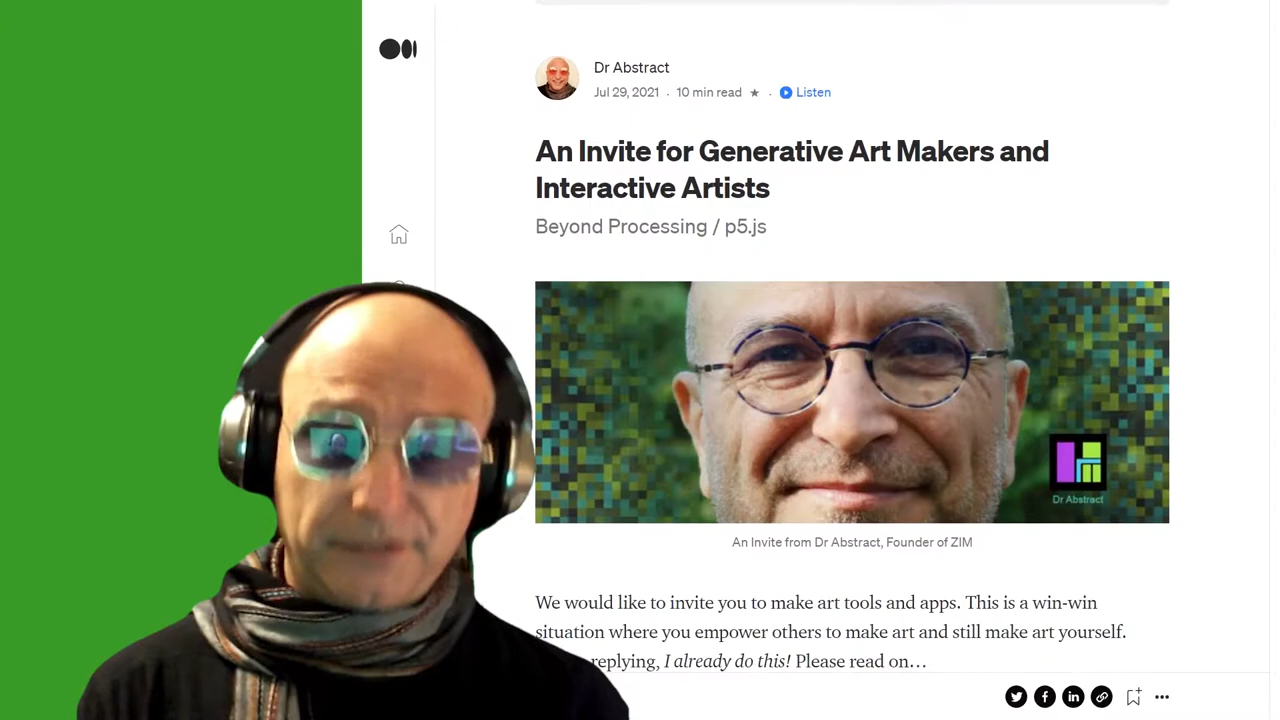 Dr Abstract
Jul 29, 2021 · 10 min read ★ · Listen
An Invite for Generative Art Makers and
Interactive Artists
Beyond Processing / p5.js
Dr Abstract
An Invite from Dr Abstract, Founder of ZIM
We would like to invite you to make art tools and apps. This is a win-win
situation where you empower others to make art and still make art yourself.
replying, I already do this! Please read on…